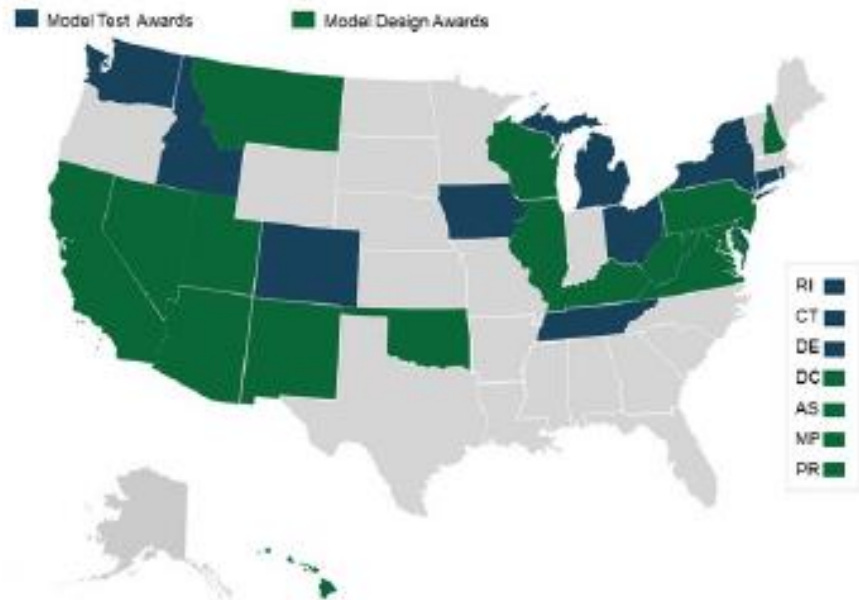 Model Test Awards
Model Design Awards
RI
CT
DE
DC
AS
MP
PR